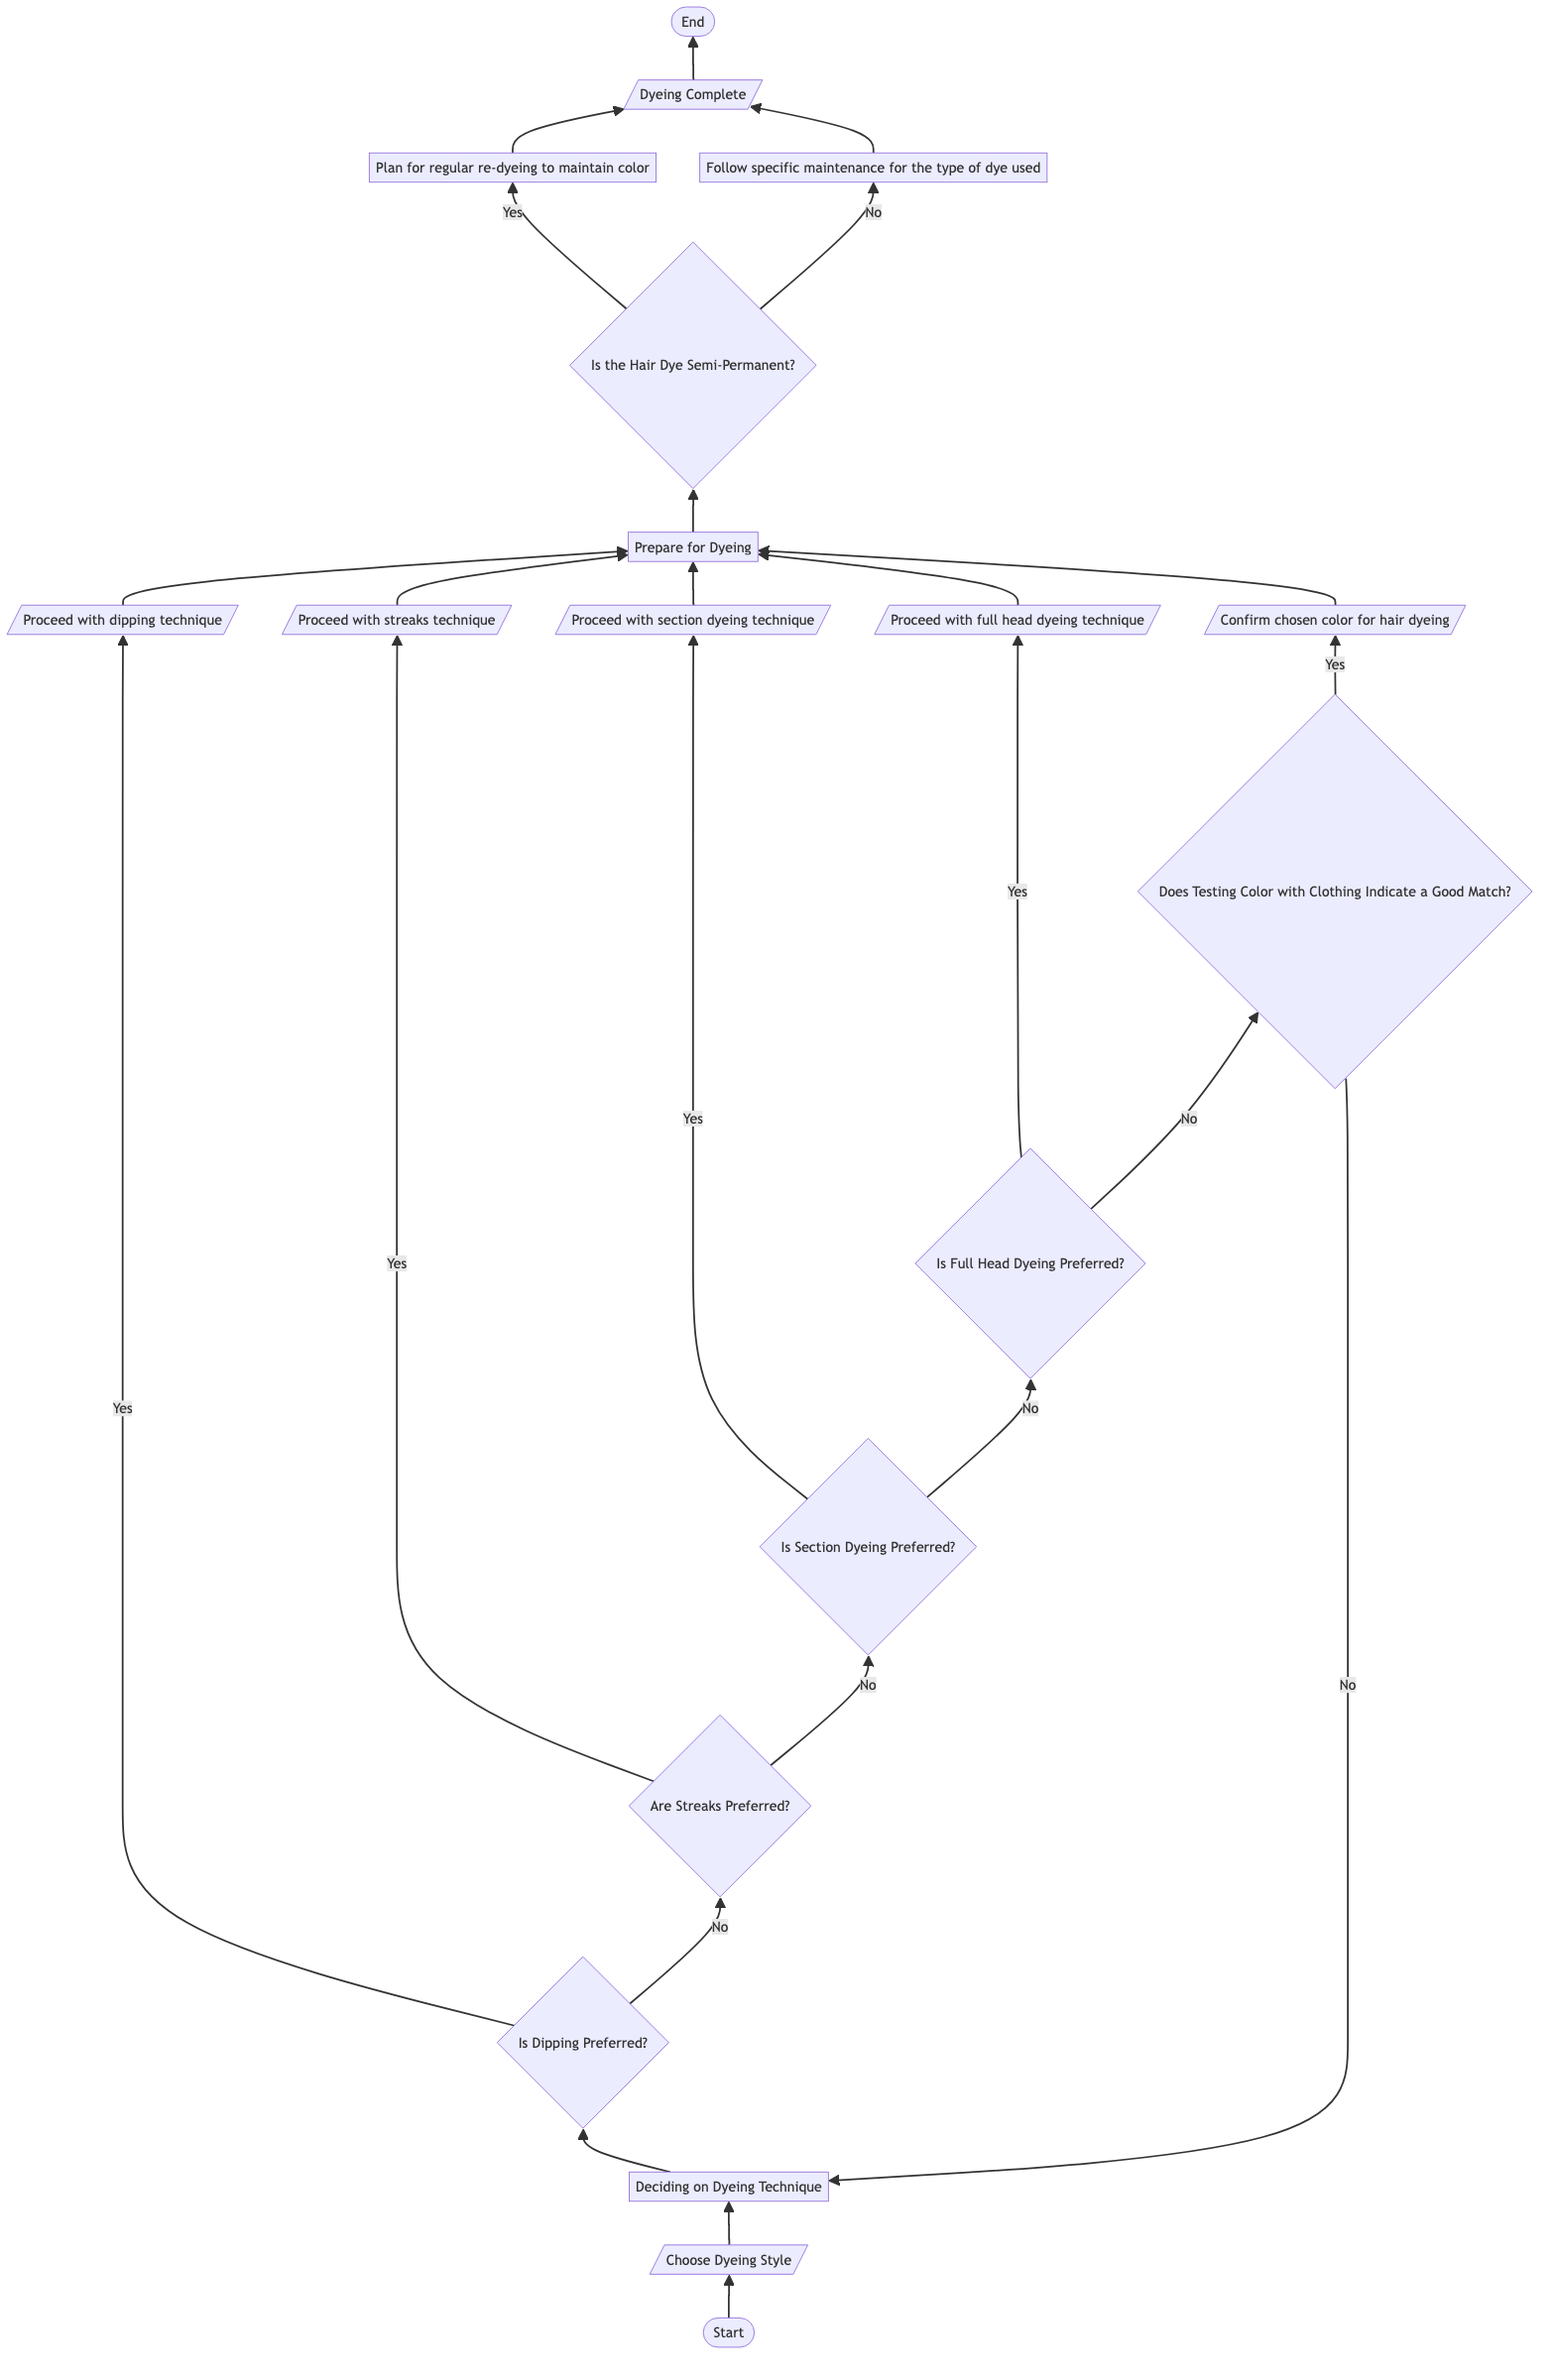 End
Dyeing Complete
Plan for regular re-dyeing to maintain color
Follow specific maintenance for the type of dye used
Yes
No
Is the Hair Dye Semi-Permanent?
Prepare for Dyeing
Proceed with dipping technique
Proceed with streaks technique
Proceed with section dyeing technique
Proceed with full head dyeing technique
Confirm chosen color for hair dyeing
Yes
Yes
Does Testing Color with Clothing Indicate a Good Match?
Yes
No
Yes
Is Full Head Dyeing Preferred?
Yes
No
Is Section Dyeing Preferred?
No
No
Are Streaks Preferred?
No
Is Dipping Preferred?
Deciding on Dyeing Technique
Choose Dyeing Style
Start